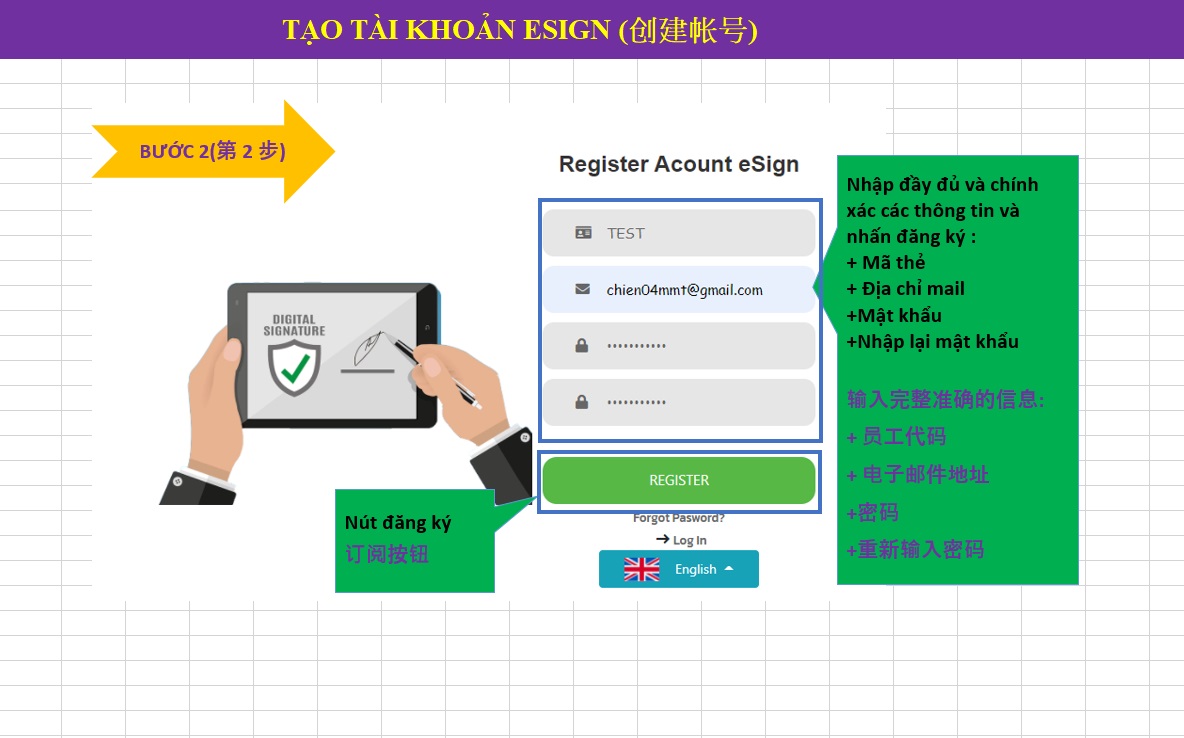 TẠO TÀI KHOẢN ESIGN (创建帐号)
BƯỚC 2(第 2 步)
Register Acount eSign
TEST
chien04mmt@gmail.com
•••••••••••
•••••••••••
REGISTER
Forgot Pasword?
Log In
English
DIGITAL
SIGNATURE
Nút đăng ký
订阅按钮
Nhập đầy đủ và chính
xác các thông tin và
nhấn đăng ký :
+ Mã thẻ
+ Địa chỉ mail
+Mật khẩu
+Nhập lại mật khẩu
输入完整准确的信息:
+ 员工代码
+ 电子邮件地址
+密码
+重新输入密码